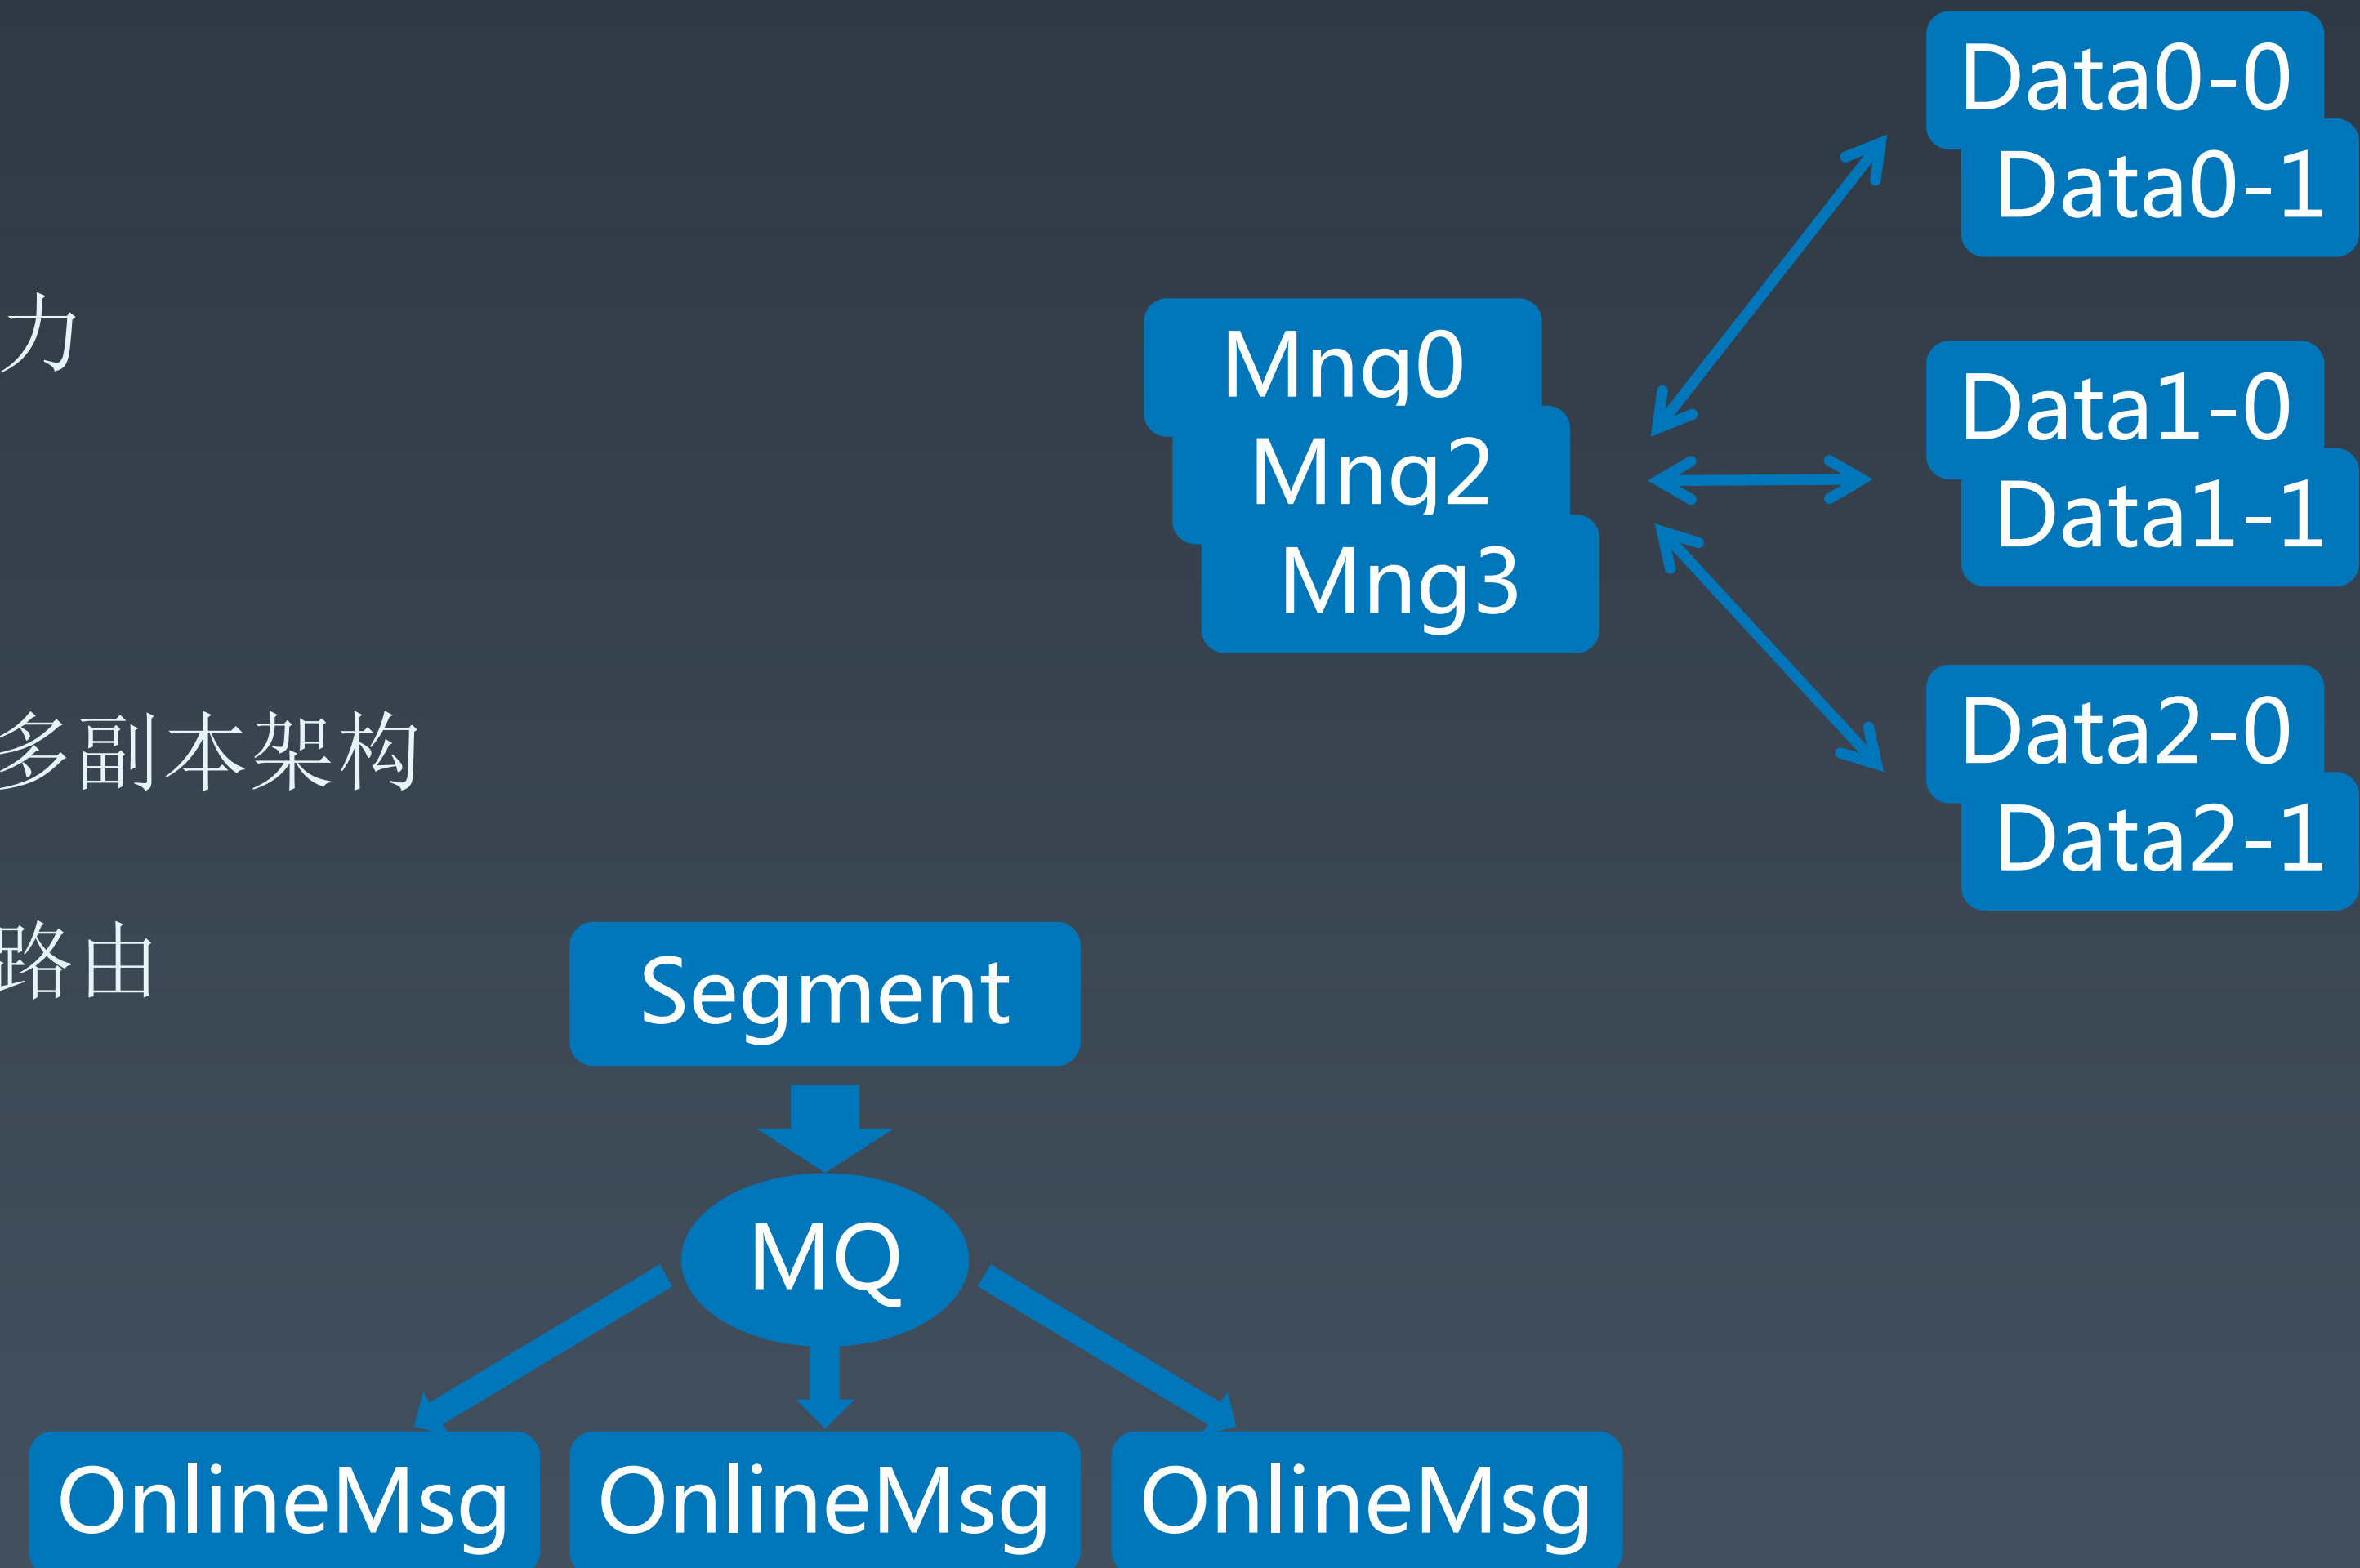 力
多副本架构
路由
Data0-0
Data0-1
Mng0
Mng2
Mng3
Data1-0
Data1-1
Data2-0
Data2-1
Segment
MQ
OnlineMsg
OnlineMsg
OnlineMsg